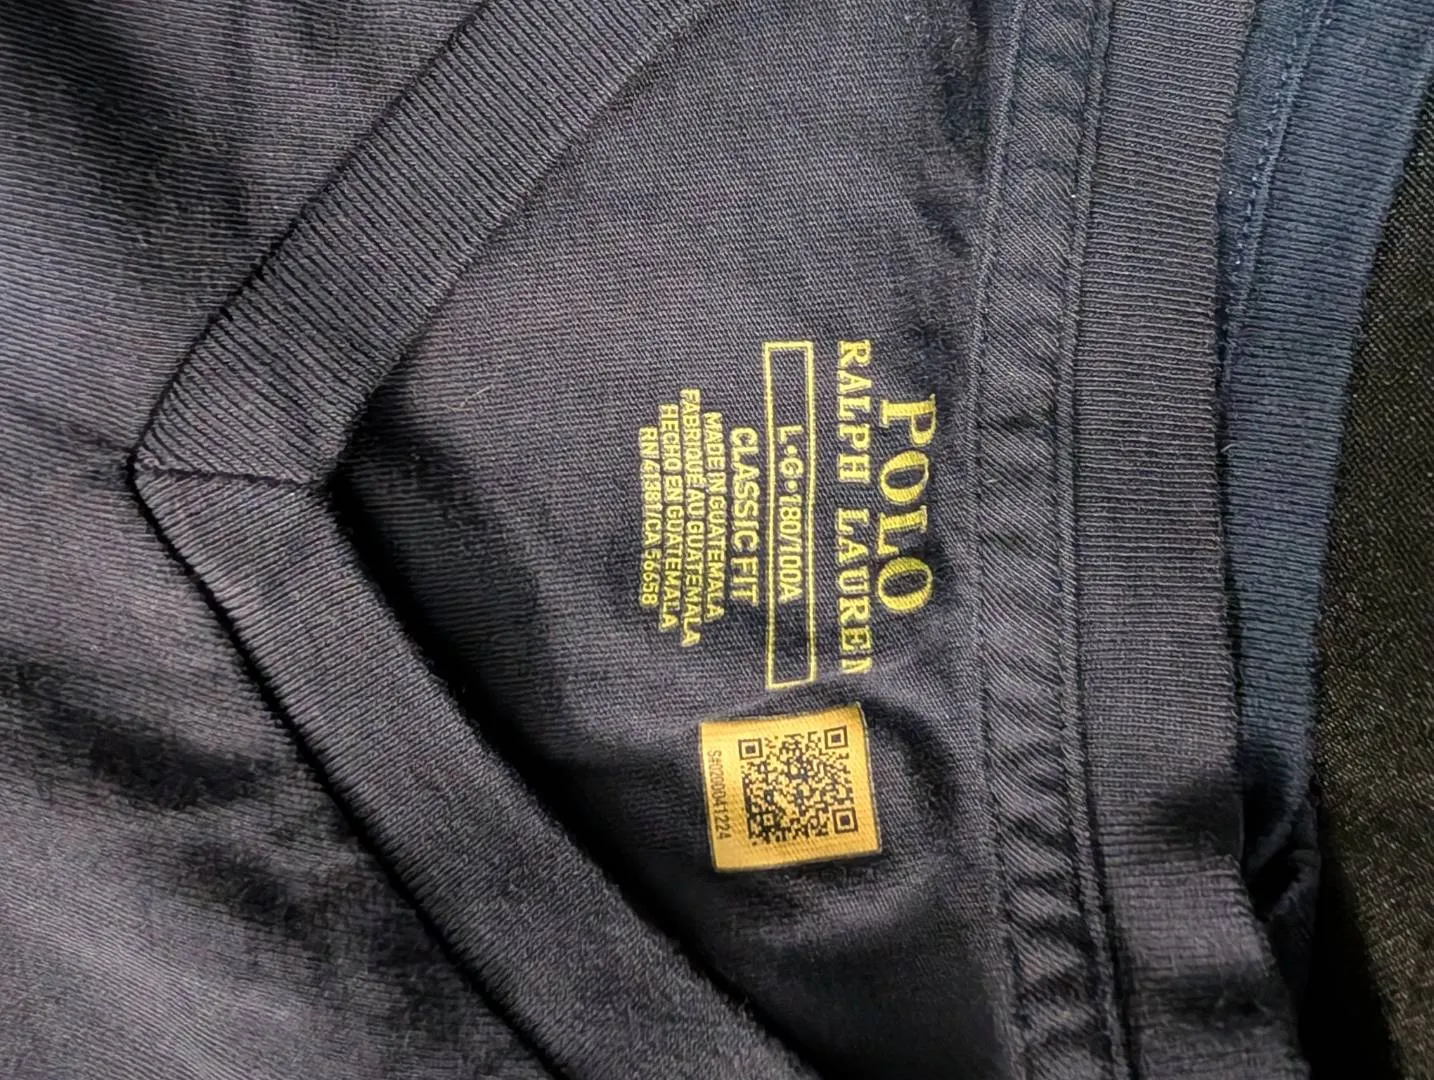 POLO
RALPH LAUREN
L•G•180/100A
CLASSIC FIT
MADE IN GUATEMALA
FABRIQUE AU GUATEMALA
HECHO EN GUATEMALA
RN 41381/CA 56658